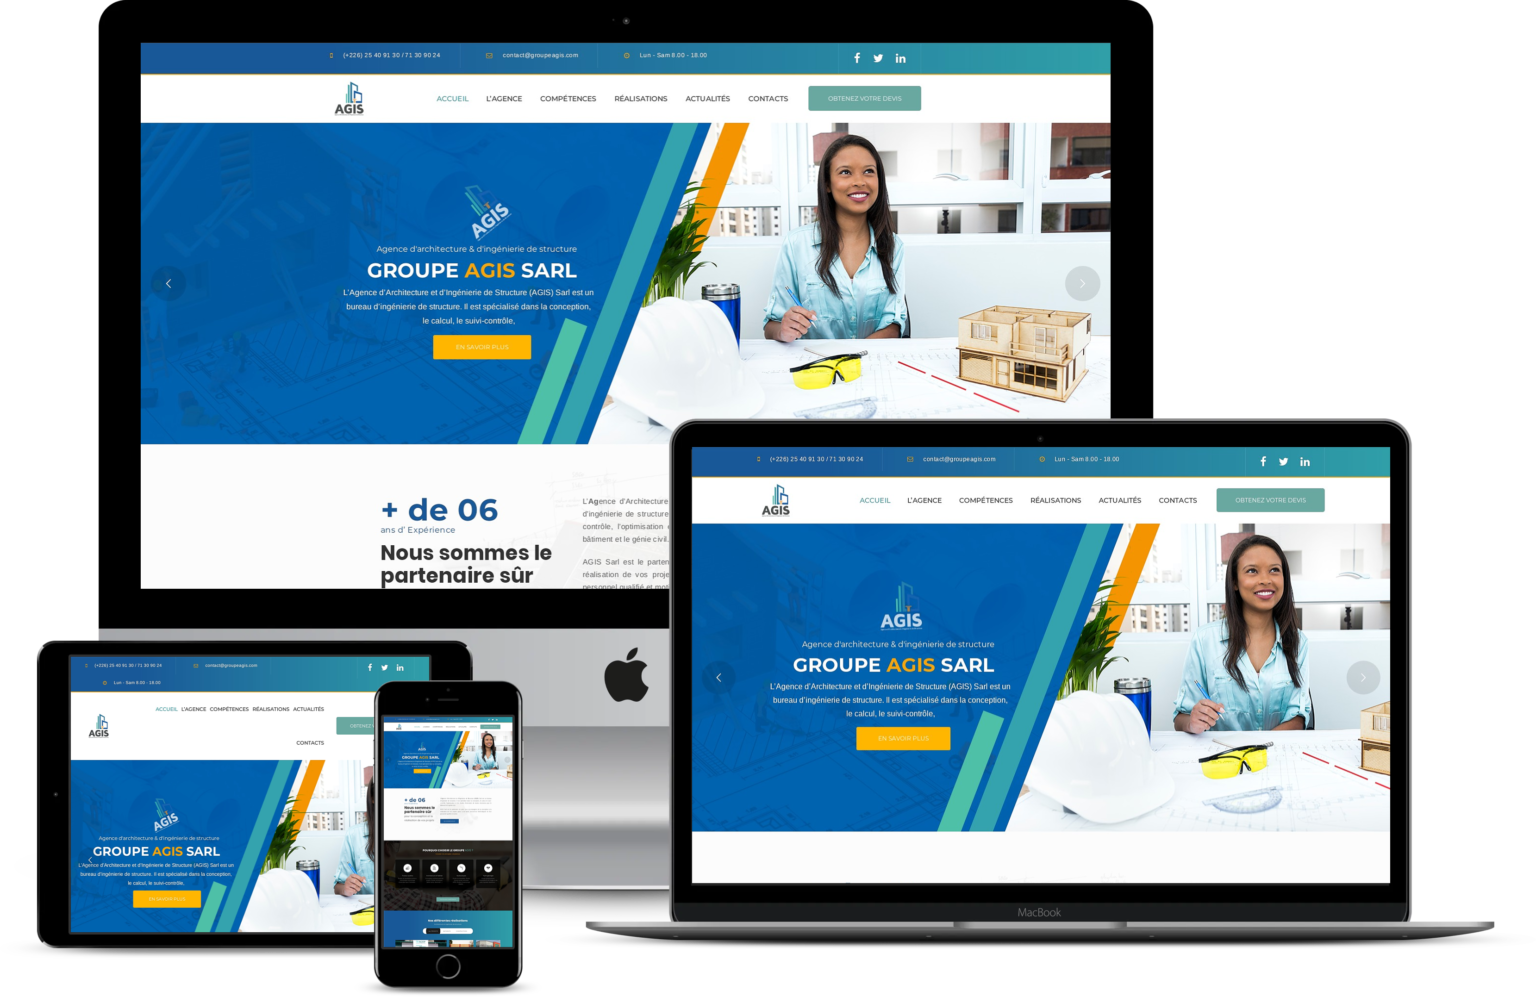 (+226) 25 40 91 30 / 71 30 90 24
contact@groupeagis.com
Lun - Sam 8:00 - 18:00
AGIS
ACCUEIL L'AGENCE COMPÉTENCES RÉALISATIONS ACTUALITÉS CONTACTS
OBTENEZ VOTRE DEVIS
AGIS
Agence d'architecture & d'ingénierie de structure
GROUPE AGIS SARL
L'Agence d'Architecture et d'Ingénierie de Structure (AGIS) Sarl est un
bureau d'ingénierie de structure. Il est spécialisé dans la conception,
le calcul, le suivi-contrôle,
EN SAVOIR PLUS
+ de 06
ans d' Expérience
Nous sommes le
partenaire sûr
L'Agence d'Architecture
d'ingénierie de structure
contrôle, l'optimisation
bâtiment et le génie civil.
AGIS Sarl est le parten
réalisation de vos proje
personnel qualifié et mot
(+226) 25 40 91 30 / 71 30 90 24
contact@groupeagis.com
Lun - Sam 8:00 - 18:00
AGIS
ACCUEIL L'AGENCE COMPÉTENCES RÉALISATIONS ACTUALITÉS CONTACTS
OBTENEZ VOTRE DEVIS
AGIS
Agence d'architecture & d'ingénierie de structure
GROUPE AGIS SARL
L'Agence d'Architecture et d'Ingénierie de Structure (AGIS) Sarl est un
bureau d'ingénierie de structure. Il est spécialisé dans la conception,
le calcul, le suivi-contrôle,
EN SAVOIR PLUS
MacBook
(+226) 25 40 91 30 / 71 30 90 24
contact@groupeagis.com
Lun - Sam 8:00 - 18:00
AGIS
ACCUEIL L'AGENCE COMPÉTENCES RÉALISATIONS ACTUALITÉS
CONTACTS
OBTENEZ
AGIS
Agence d'architecture & d'ingénierie de structure
GROUPE AGIS SARL
L'Agence d'Architecture et d'Ingénierie de Structure (AGIS) Sarl est un
bureau d'ingénierie de structure. Il est spécialisé dans la conception,
le calcul, le suivi-contrôle,
EN SAVOIR PLUS
GROUPE AGIS SARL
+ de 06
Nous sommes le
partenaire sûr